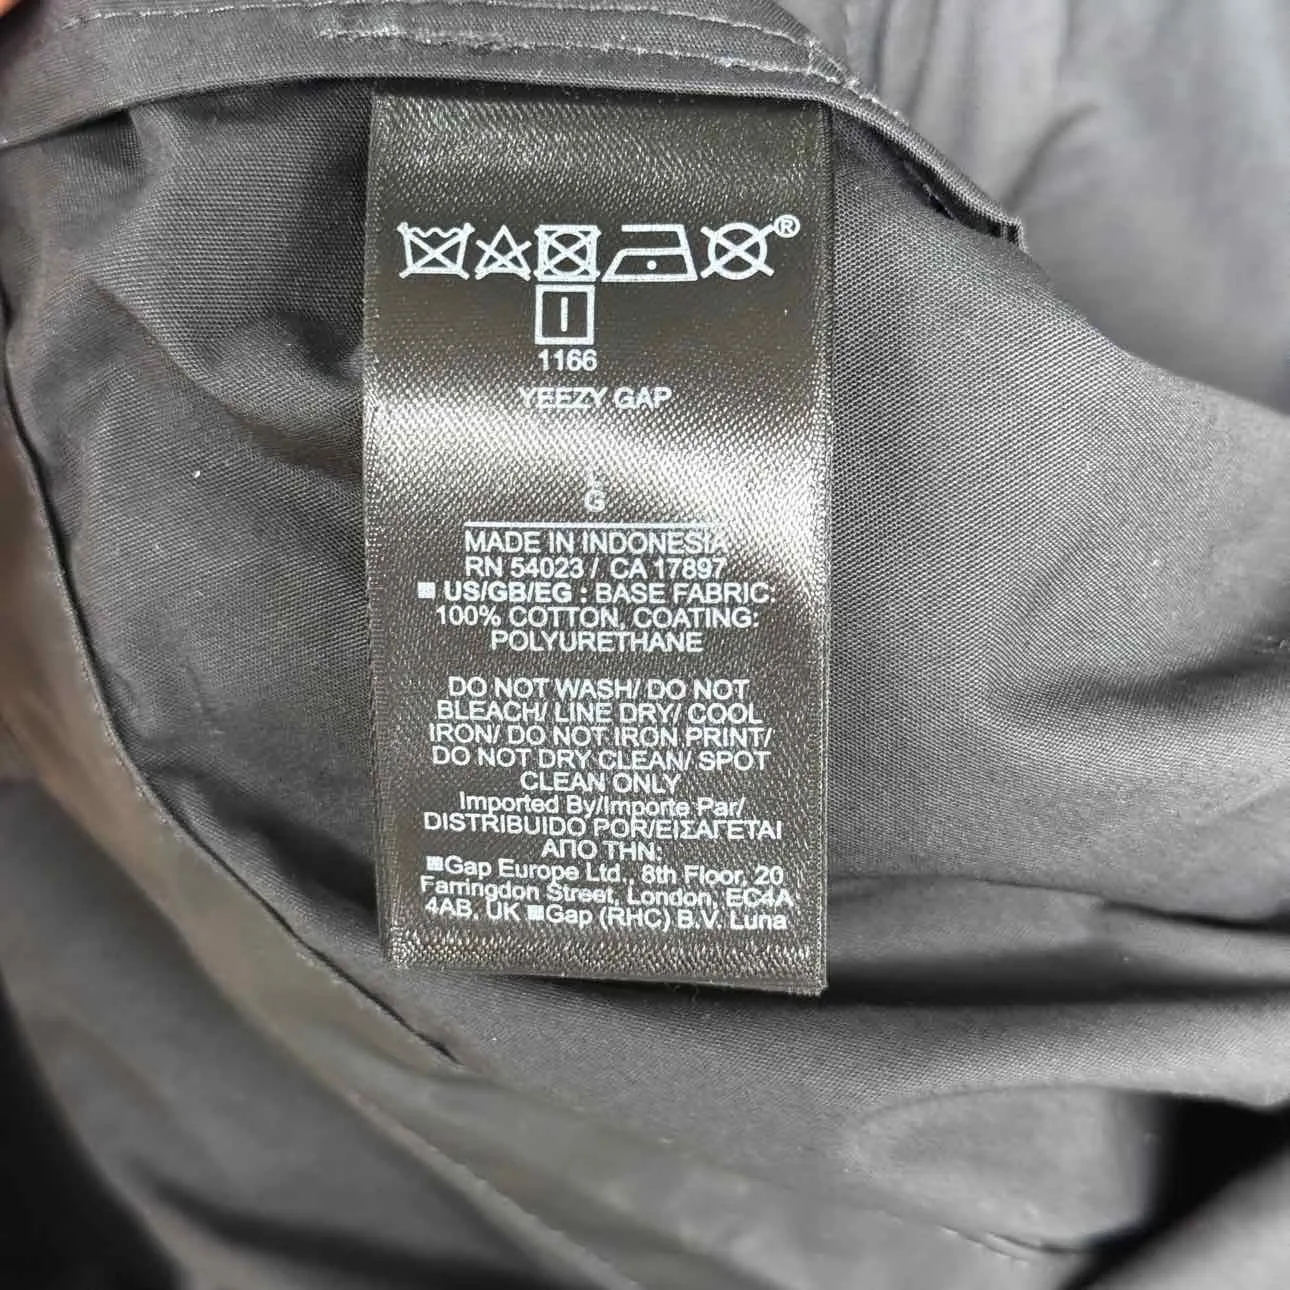 ®
1166
YEEZY GAP
L
G
MADE IN INDONESIA
RN 54023 / CA 17897
US/GB/EG : BASE FABRIC:
100% COTTON, COATING:
POLYURETHANE
DO NOT WASH/ DO NOT
BLEACH/ LINE DRY/ COOL
IRON/ DO NOT IRON PRINT/
DO NOT DRY CLEAN/ SPOT
CLEAN ONLY
Imported By/Importe Par/
DISTRIBUIDO POR/ΕΙΣΑΓΕΤΑΙ
ΑΠΟ ΤΗΝ:
Gap Europe Ltd., 8th Floor, 20
Farringdon Street, London, EC4A
4AB, UK Gap (RHC) B.V. Luna